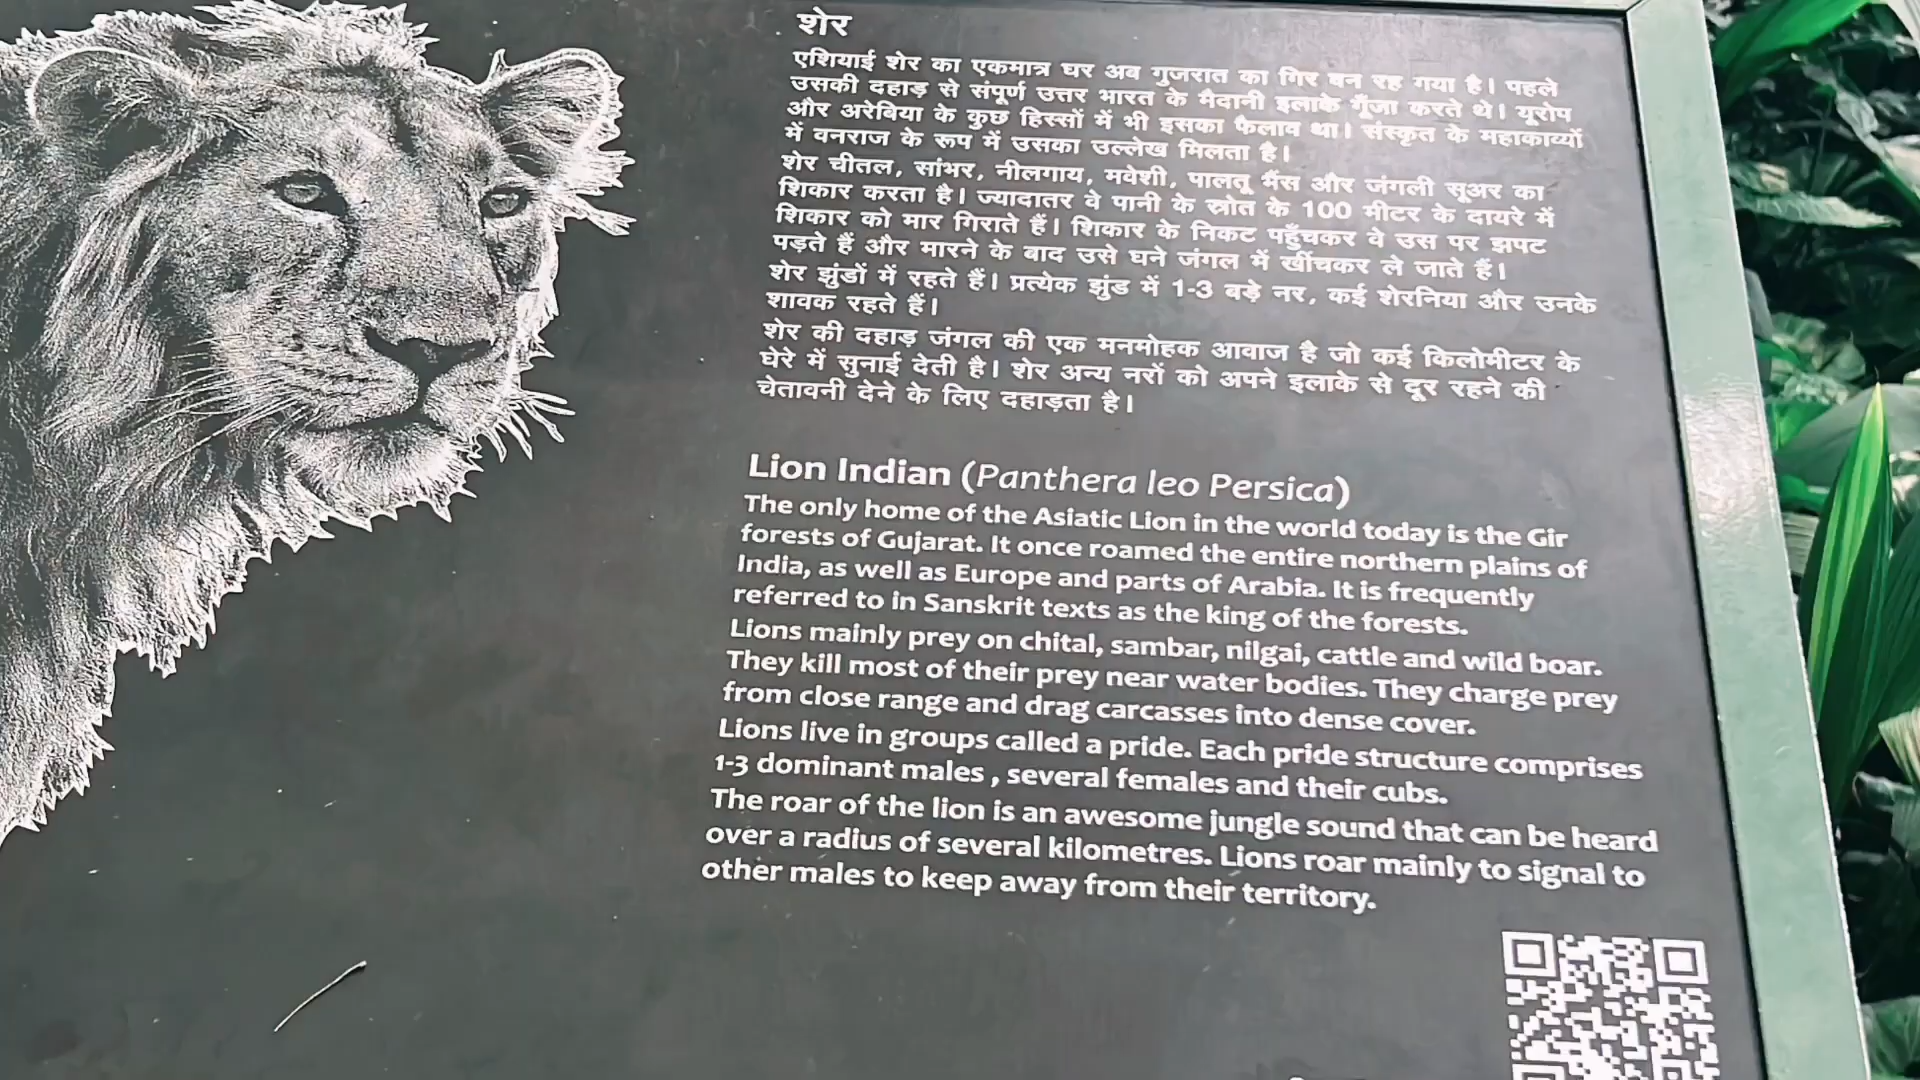 शेर
एशियाई शेर का एकमात्र घर अब गुजरात का गिर वन रह गया है। पहले
उसकी दहाड़ से संपूर्ण उत्तर भारत के मैदानी इलाके गूँजा करते थे। यूरोप
और अरेबिया के कुछ हिस्सों में भी इसका फैलाव था। संस्कृत के महाकाव्यों
में वनराज के रूप में उसका उल्लेख मिलता है।
शेर चीतल, सांभर, नीलगाय, मवेशी, पालतू भैंस और जंगली सूअर का
शिकार करता है। ज्यादातर वे पानी के स्रोत के 100 मीटर के दायरे में
शिकार को मार गिराते हैं। शिकार के निकट पहुँचकर वे उस पर झपट
पड़ते हैं और मारने के बाद उसे घने जंगल में खींचकर ले जाते हैं।
शेर झुंडों में रहते हैं। प्रत्येक झुंड में 1-3 बड़े नर, कई शेरनिया और उनके
शावक रहते हैं।
शेर की दहाड़ जंगल की एक मनमोहक आवाज है जो कई किलोमीटर के
घेरे में सुनाई देती है। शेर अन्य नरों को अपने इलाके से दूर रहने की
चेतावनी देने के लिए दहाड़ता है।
Lion Indian (Panthera leo Persica)
The only home of the Asiatic Lion in the world today is the Gir
forests of Gujarat. It once roamed the entire northern plains of
India, as well as Europe and parts of Arabia. It is frequently
referred to in Sanskrit texts as the king of the forests.
Lions mainly prey on chital, sambar, nilgai, cattle and wild boar.
They kill most of their prey near water bodies. They charge prey
from close range and drag carcasses into dense cover.
Lions live in groups called a pride. Each pride structure comprises
1-3 dominant males , several females and their cubs.
The roar of the lion is an awesome jungle sound that can be heard
over a radius of several kilometres. Lions roar mainly to signal to
other males to keep away from their territory.